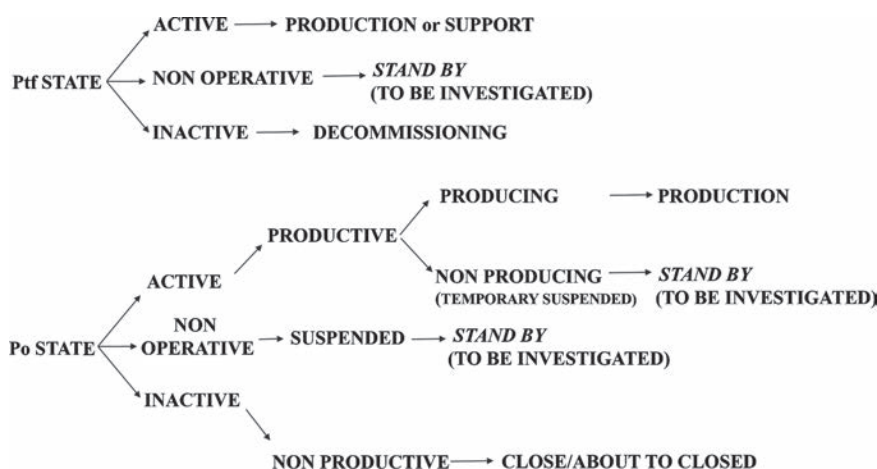 ACTIVE PRODUCTION or SUPPORT
Ptf STATE NON OPERATIVE STAND BY
(TO BE INVESTIGATED)
INACTIVE DECOMMISSIONING
PRODUCING PRODUCTION
PRODUCTIVE
ACTIVE NON PRODUCING STAND BY
(TEMPORARY SUSPENDED) (TO BE INVESTIGATED)
NON
Po STATE OPERATIVE SUSPENDED STAND BY
(TO BE INVESTIGATED)
INACTIVE
NON PRODUCTIVE CLOSE/ABOUT TO CLOSED